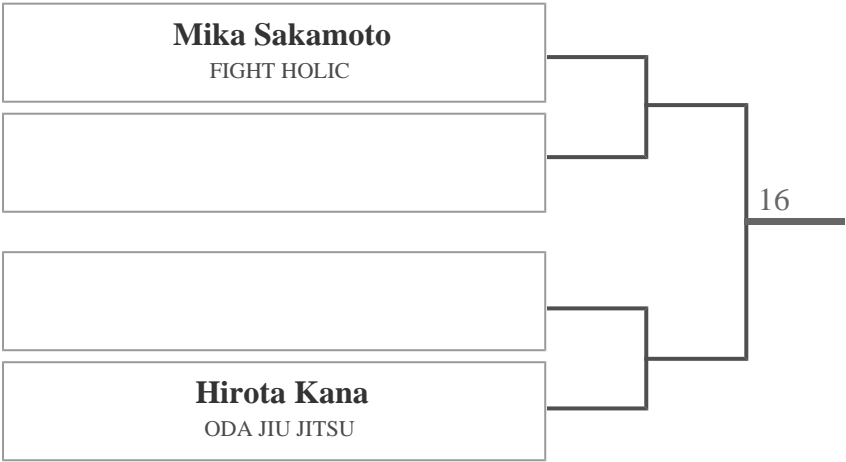 Mika Sakamoto
FIGHT HOLIC
16
Hirota Kana
ODA JIU JITSU